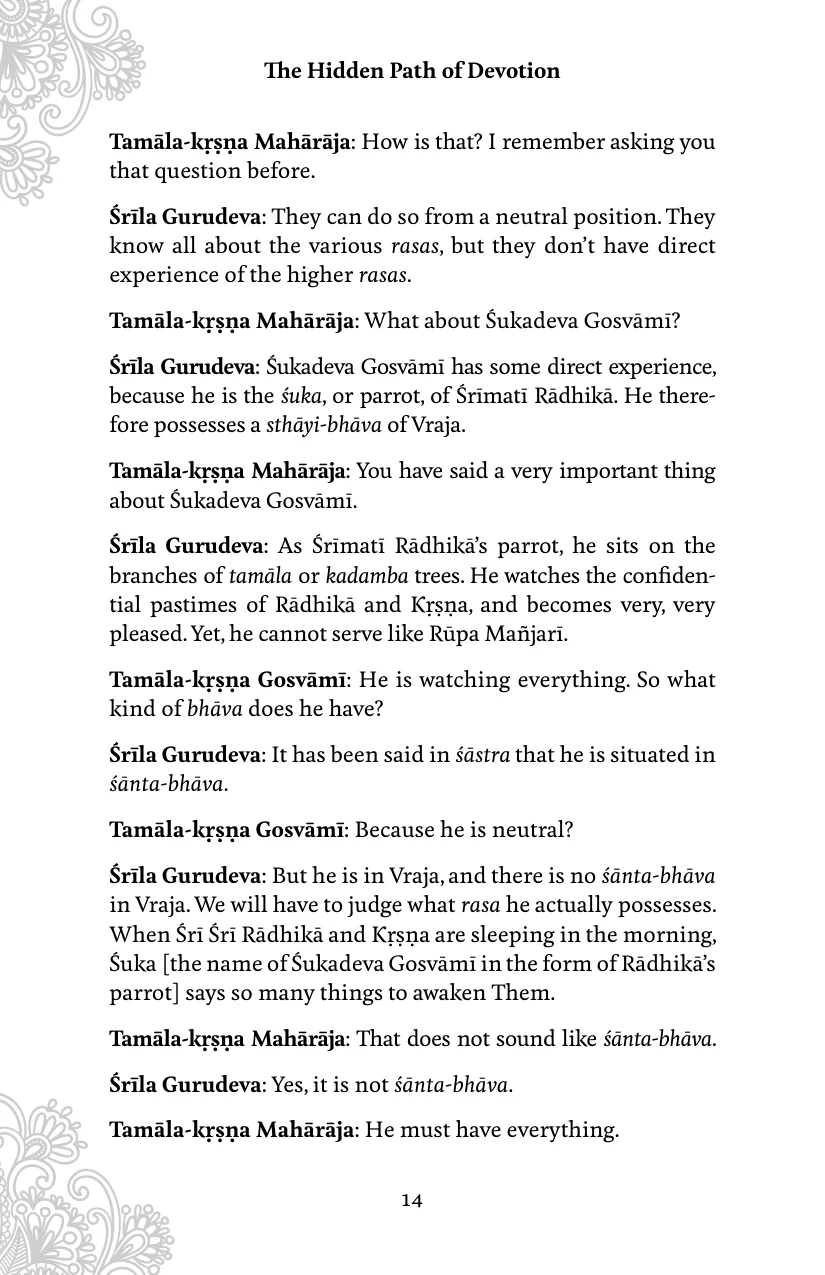 The Hidden Path of Devotion
Tamāla-kṛṣṇa Mahārāja: How is that? I remember asking you
that question before.
Śrīla Gurudeva: They can do so from a neutral position. They
know all about the various rasas, but they don’t have direct
experience of the higher rasas.
Tamāla-kṛṣṇa Mahārāja: What about Śukadeva Gosvāmī?
Śrīla Gurudeva: Śukadeva Gosvāmī has some direct experience,
because he is the śuka, or parrot, of Śrīmatī Rādhikā. He there-
fore possesses a sthāyi-bhāva of Vraja.
Tamāla-kṛṣṇa Mahārāja: You have said a very important thing
about Śukadeva Gosvāmī.
Śrīla Gurudeva: As Śrīmatī Rādhikā’s parrot, he sits on the
branches of tamāla or kadamba trees. He watches the confiden-
tial pastimes of Rādhikā and Kṛṣṇa, and becomes very, very
pleased. Yet, he cannot serve like Rūpa Mañjarī.
Tamāla-kṛṣṇa Gosvāmī: He is watching everything. So what
kind of bhāva does he have?
Śrīla Gurudeva: It has been said in śāstra that he is situated in
śānta-bhāva.
Tamāla-kṛṣṇa Gosvāmī: Because he is neutral?
Śrīla Gurudeva: But he is in Vraja, and there is no śānta-bhāva
in Vraja. We will have to judge what rasa he actually possesses.
When Śrī Śrī Rādhikā and Kṛṣṇa are sleeping in the morning,
Śuka [the name of Śukadeva Gosvāmī in the form of Rādhikā’s
parrot] says so many things to awaken Them.
Tamāla-kṛṣṇa Mahārāja: That does not sound like śānta-bhāva.
Śrīla Gurudeva: Yes, it is not śānta-bhāva.
Tamāla-kṛṣṇa Mahārāja: He must have everything.
14